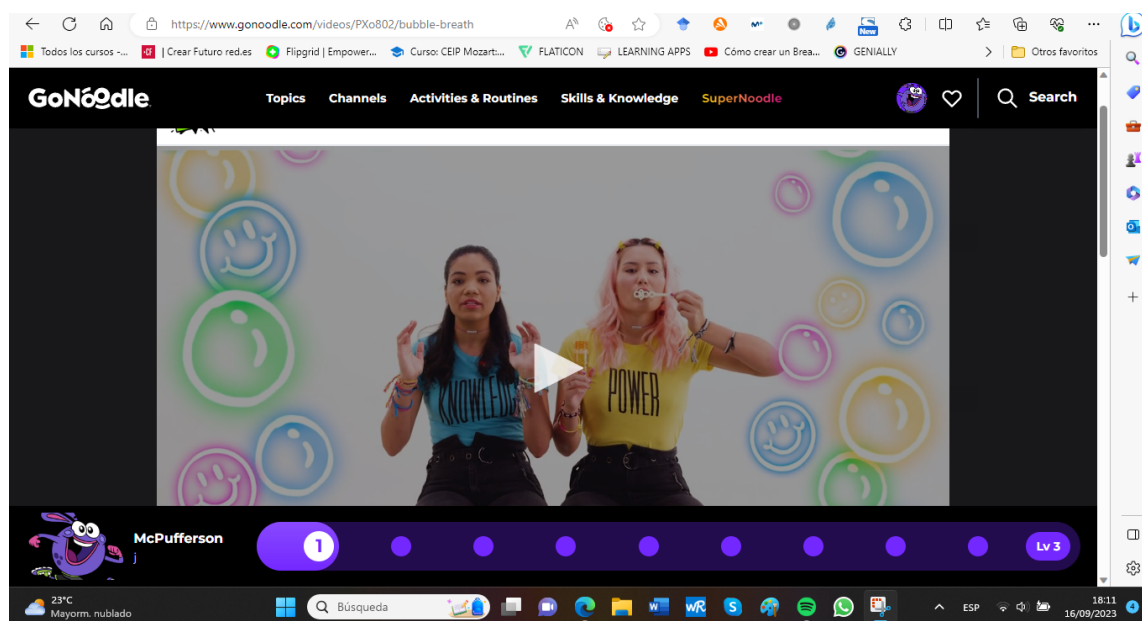 https://www.gonoodle.com/videos/PXo802/bubble-breath
New
Todos los cursos -... | Crear Futuro red.es Flipgrid | Empower... Curso: CEIP Mozart:... FLATICON LEARNING APPS Cómo crear un Brea... GENIALLY Otros favoritos
GoNoodle Topics Channels Activities & Routines Skills & Knowledge SuperNoodle Search
KNOWLEDGE POWER
McPufferson
j
1 Lv 3
23°C
Mayorm. nublado
Búsqueda
ESP
18:11
16/09/2023
4